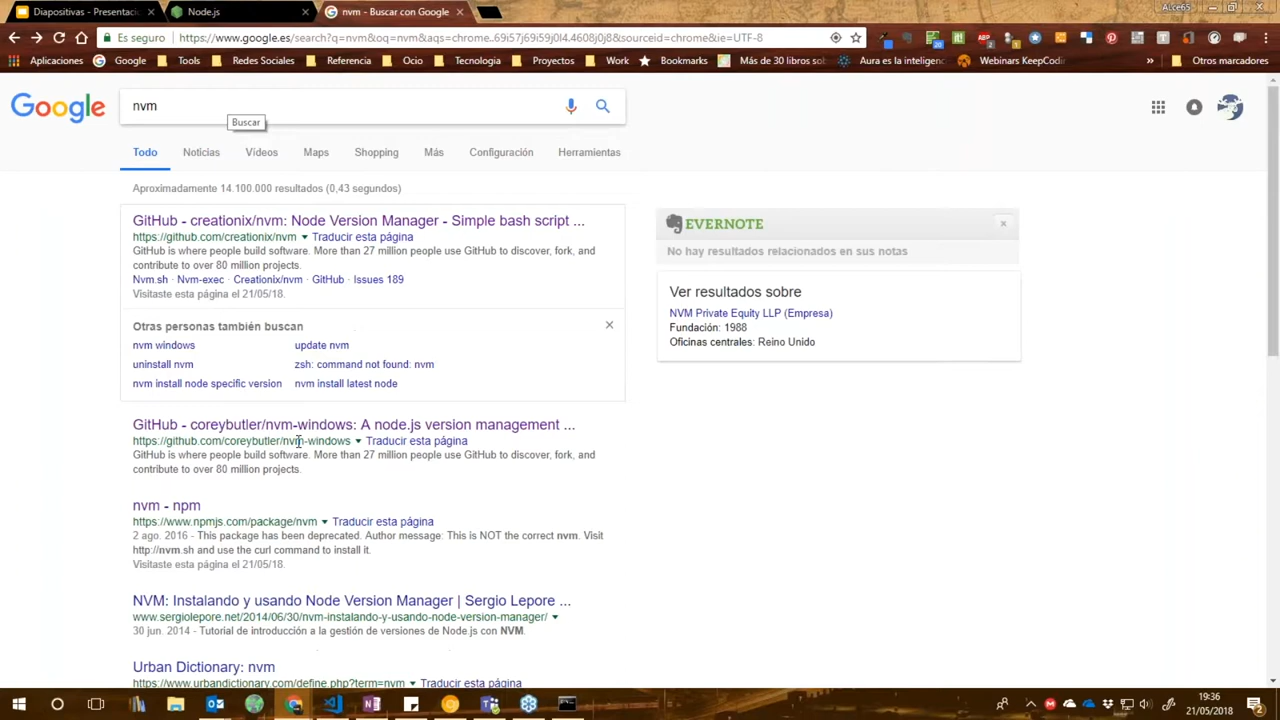 Diapositivas - Presentaci
Node.js
nvm - Buscar con Google
ALce65
Es seguro
https://www.google.es/search?q=nvm&oq=nvm&aqs=chrome..69i57j69i59j0l4.4608j0j8&sourceid=chrome&ie=UTF-8
Aplicaciones
Google
Tools
Redes Sociales
Referencia
Ocio
Tecnologia
Proyectos
Work
Bookmarks
Más de 30 libros sob
Aura es la inteligenc
Webinars KeepCodi
»
Otros marcadores
Google
nvm
Buscar
Todo
Noticias
Vídeos
Maps
Shopping
Más
Configuración
Herramientas
Aproximadamente 14.100.000 resultados (0,43 segundos)
GitHub - creationix/nvm: Node Version Manager - Simple bash script ...
https://github.com/creationix/nvm Traducir esta página
GitHub is where people build software. More than 27 million people use GitHub to discover, fork, and
contribute to over 80 million projects.
Nvm.sh · Nvm-exec · Creationix/nvm · GitHub · Issues 189
Visitaste esta página el 21/05/18.
Otras personas también buscan
nvm windows
update nvm
uninstall nvm
zsh: command not found: nvm
nvm install node specific version
nvm install latest node
GitHub - coreybutler/nvm-windows: A node.js version management ...
https://github.com/coreybutler/nvm-windows Traducir esta página
GitHub is where people build software. More than 27 million people use GitHub to discover, fork, and
contribute to over 80 million projects.
nvm - npm
https://www.npmjs.com/package/nvm Traducir esta página
2 ago. 2016 - This package has been deprecated. Author message: This is NOT the correct nvm. Visit
http://nvm.sh and use the curl command to install it.
Visitaste esta página el 21/05/18.
NVM: Instalando y usando Node Version Manager | Sergio Lepore ...
www.sergiolepore.net/2014/06/30/nvm-instalando-y-usando-node-version-manager/
30 jun. 2014 - Tutorial de introducción a la gestión de versiones de Node.js con NVM.
Urban Dictionary: nvm
https://www.urbandictionary.com/define.php?term=nvm Traducir esta página
EVERNOTE
No hay resultados relacionados en sus notas
Ver resultados sobre
NVM Private Equity LLP (Empresa)
Fundación: 1988
Oficinas centrales: Reino Unido
19:36
21/05/2018